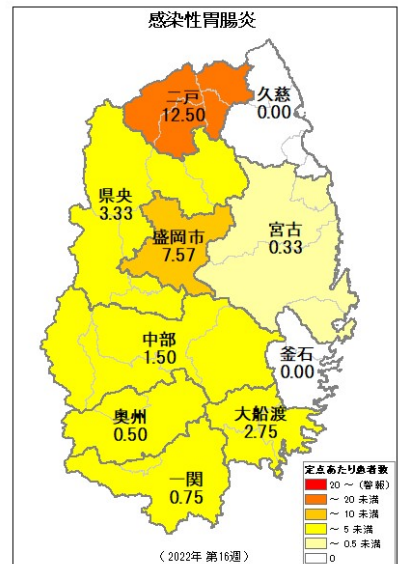 感染性胃腸炎
二戸
12.50
久慈
0.00
県央
3.33
盛岡市
7.57
宮古
0.33
中部
1.50
釜石
0.00
奥州
0.50
大船渡
2.75
一関
0.75
定点あたり患者数
20 ～ (警報)
～ 20 未満
～ 10 未満
～ 5 未満
～ 0.5 未満
0
( 2022年 第16週 )